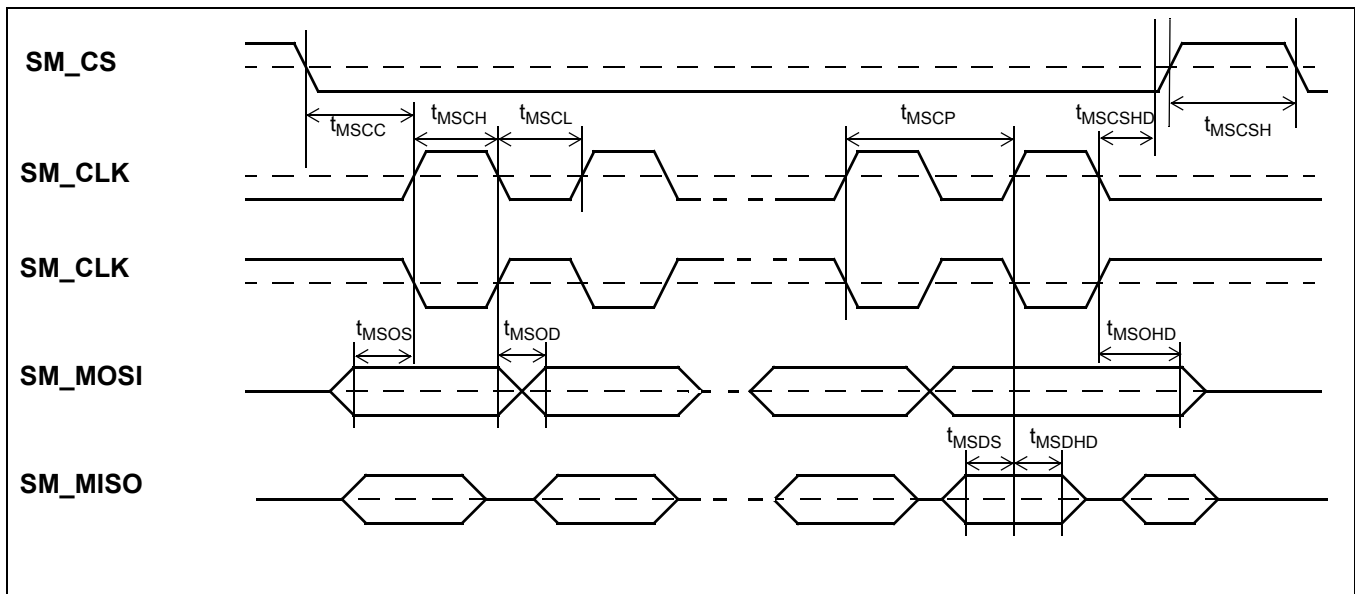 SM_CS
tMSCC
tMSCH
tMSCL
tMSCP
tMSCSHD
tMSCSH
SM_CLK
SM_CLK
tMSOS
tMSOD
tMSOHD
SM_MOSI
tMSDS
tMSDHD
SM_MISO